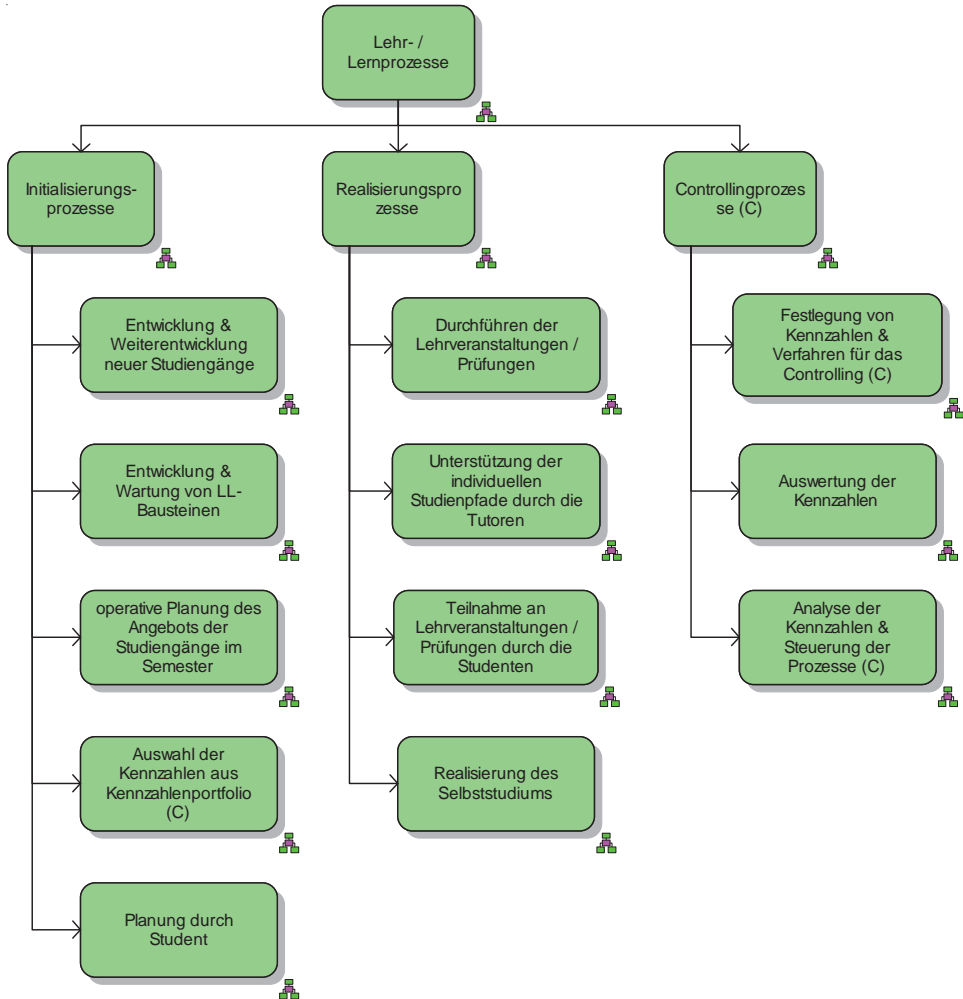 Lehr- /
Lernprozesse
Initialisierungs-
prozesse
Realisierungspro
zesse
Controllingprozes
se (C)
Entwicklung &
Weiterentwicklung
neuer Studiengänge
Durchführen der
Lehrveranstaltungen /
Prüfungen
Festlegung von
Kennzahlen &
Verfahren für das
Controlling (C)
Entwicklung &
Wartung von LL-
Bausteinen
Unterstützung der
individuellen
Studienpfade durch die
Tutoren
Auswertung der
Kennzahlen
operative Planung des
Angebots der
Studiengänge im
Semester
Teilnahme an
Lehrveranstaltungen /
Prüfungen durch die
Studenten
Analyse der
Kennzahlen &
Steuerung der
Prozesse (C)
Auswahl der
Kennzahlen aus
Kennzahlenportfolio
(C)
Realisierung des
Selbststudiums
Planung durch
Student